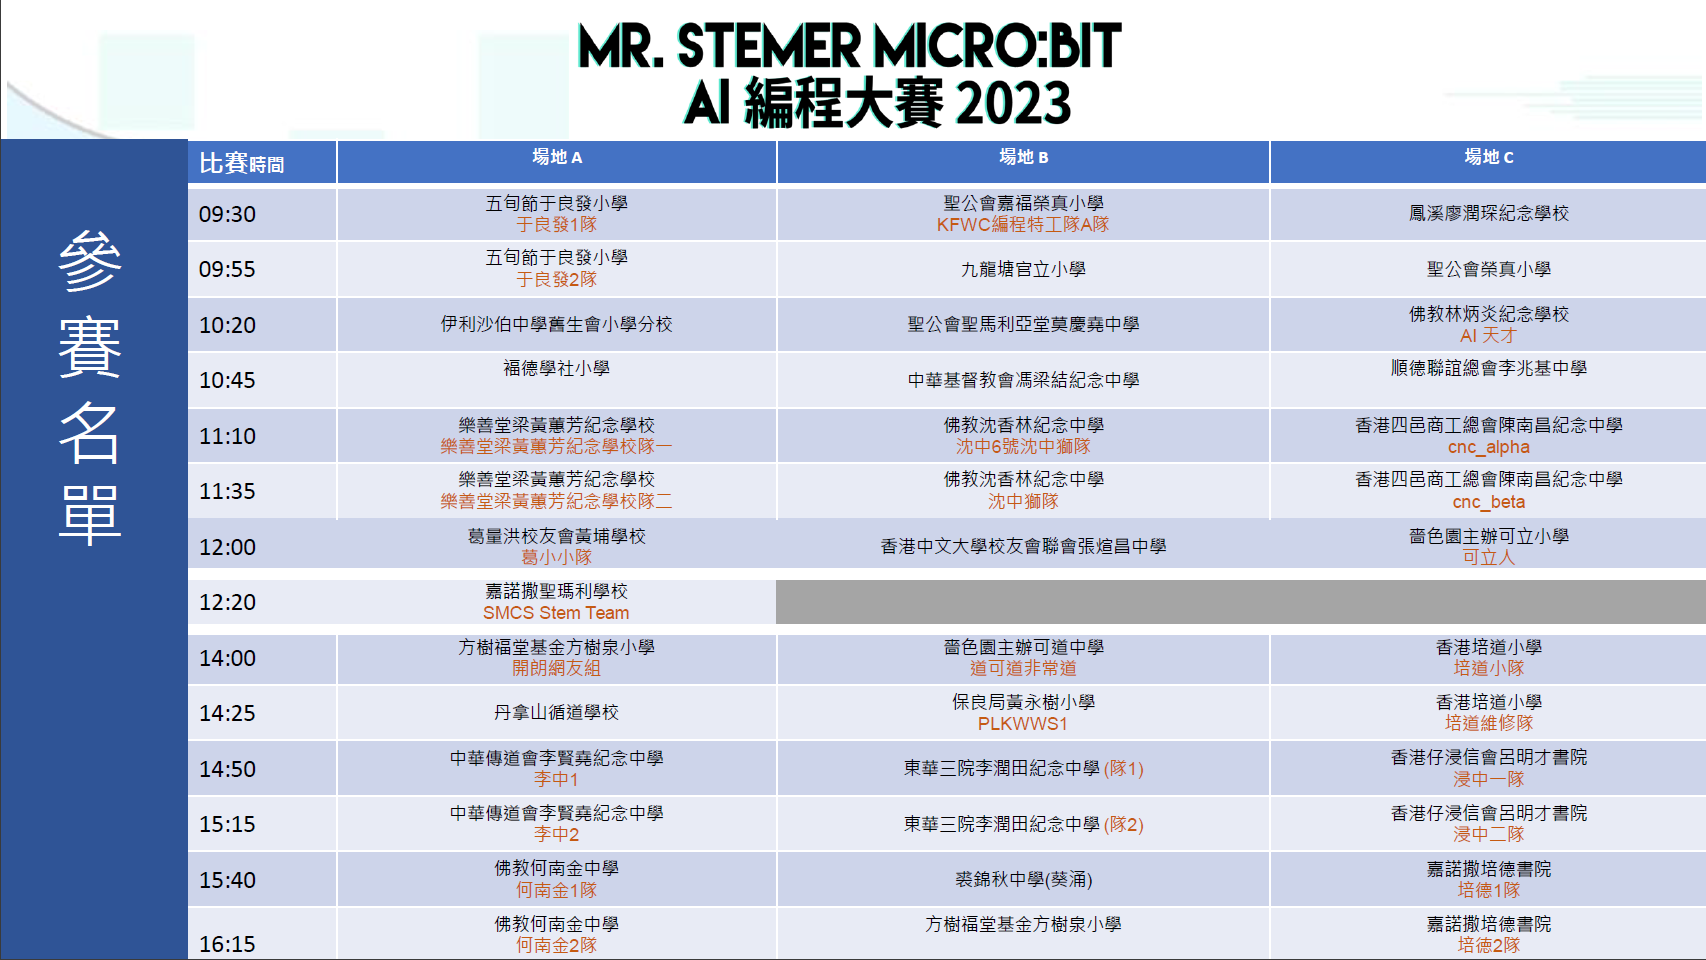 MR. STEMER MICRO:BIT
AI 編程大賽 2023
參賽名單
比賽時間 場地 A 場地 B 場地 C
09:30
五旬節于良發小學
于良發1隊
聖公會嘉福榮真小學
KFWC編程特工隊A隊
鳳溪廖潤琛紀念學校
09:55
五旬節于良發小學
于良發2隊
九龍塘官立小學
聖公會榮真小學
10:20
伊利沙伯中學舊生會小學分校
聖公會聖馬利亞堂莫慶堯中學
佛教林炳炎紀念學校
AI 天才
10:45
福德學社小學
中華基督教會馮梁結紀念中學
順德聯誼總會李兆基中學
11:10
樂善堂梁黃蕙芳紀念學校
樂善堂梁黃蕙芳紀念學校隊一
佛教沈香林紀念中學
沈中6號沈中獅隊
香港四邑商工總會陳南昌紀念中學
cnc_alpha
11:35
樂善堂梁黃蕙芳紀念學校
樂善堂梁黃蕙芳紀念學校隊二
佛教沈香林紀念中學
沈中獅隊
香港四邑商工總會陳南昌紀念中學
cnc_beta
12:00
葛量洪校友會黃埔學校
葛小小隊
香港中文大學校友會聯會張煊昌中學
嗇色園主辦可立小學
可立人
12:20
嘉諾撒聖瑪利學校
SMCS Stem Team
14:00
方樹福堂基金方樹泉小學
開朗網友組
嗇色園主辦可道中學
道可道非常道
香港培道小學
培道小隊
14:25
丹拿山循道學校
保良局黃永樹小學
PLKWWS1
香港培道小學
培道維修隊
14:50
中華傳道會李賢堯紀念中學
李中1
東華三院李潤田紀念中學 (隊1)
香港仔浸信會呂明才書院
浸中一隊
15:15
中華傳道會李賢堯紀念中學
李中2
東華三院李潤田紀念中學 (隊2)
香港仔浸信會呂明才書院
浸中二隊
15:40
佛教何南金中學
何南金1隊
裘錦秋中學(葵涌)
嘉諾撒培德書院
培德1隊
16:15
佛教何南金中學
何南金2隊
方樹福堂基金方樹泉小學
嘉諾撒培德書院
培德2隊